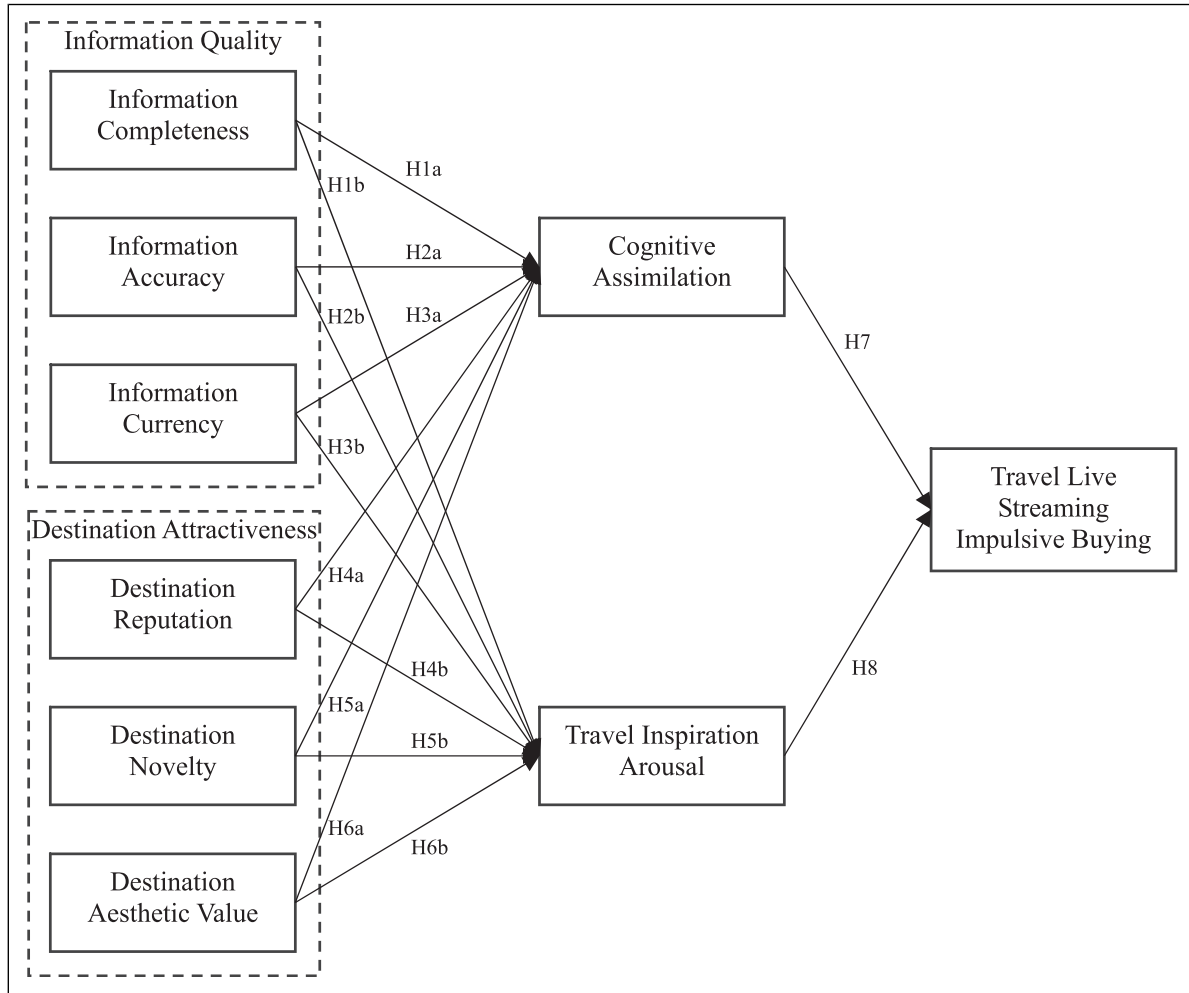 Information Quality
Information
Completeness
H1a
H1b
Information
Accuracy
H2a
H2b
Cognitive
Assimilation
H3a
Information
Currency
H3b
H7
Travel Live
Streaming
Impulsive Buying
Destination Attractiveness
Destination
Reputation
H4a
H4b
H8
Destination
Novelty
H5a
H5b
Travel Inspiration
Arousal
H6a
H6b
Destination
Aesthetic Value